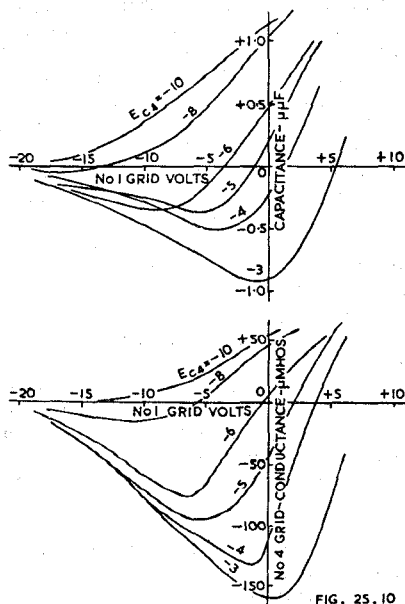 +1.0
Ec4=-10
-8
+0.5
-6
-20 -15 -10 -5 0 +5 +10
No 1 GRID VOLTS
-5
-4
-0.5
-3
-1.0
CAPACITANCE-μμF
+50
Ec4=-10
-8
-20 -15 -10 -5 0 +5 +10
No 1 GRID VOLTS
-6
-50
-5
-100
-4
-3
-150
No 4 GRID-CONDUCTANCE-μMHOS
FIG. 25.10